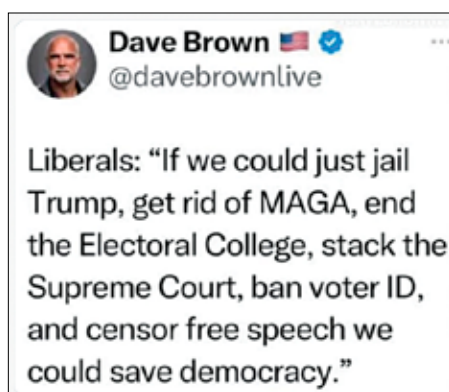 Dave Brown 🇺🇸
@davebrownlive
Liberals: “If we could just jail
Trump, get rid of MAGA, end
the Electoral College, stack the
Supreme Court, ban voter ID,
and censor free speech we
could save democracy.”